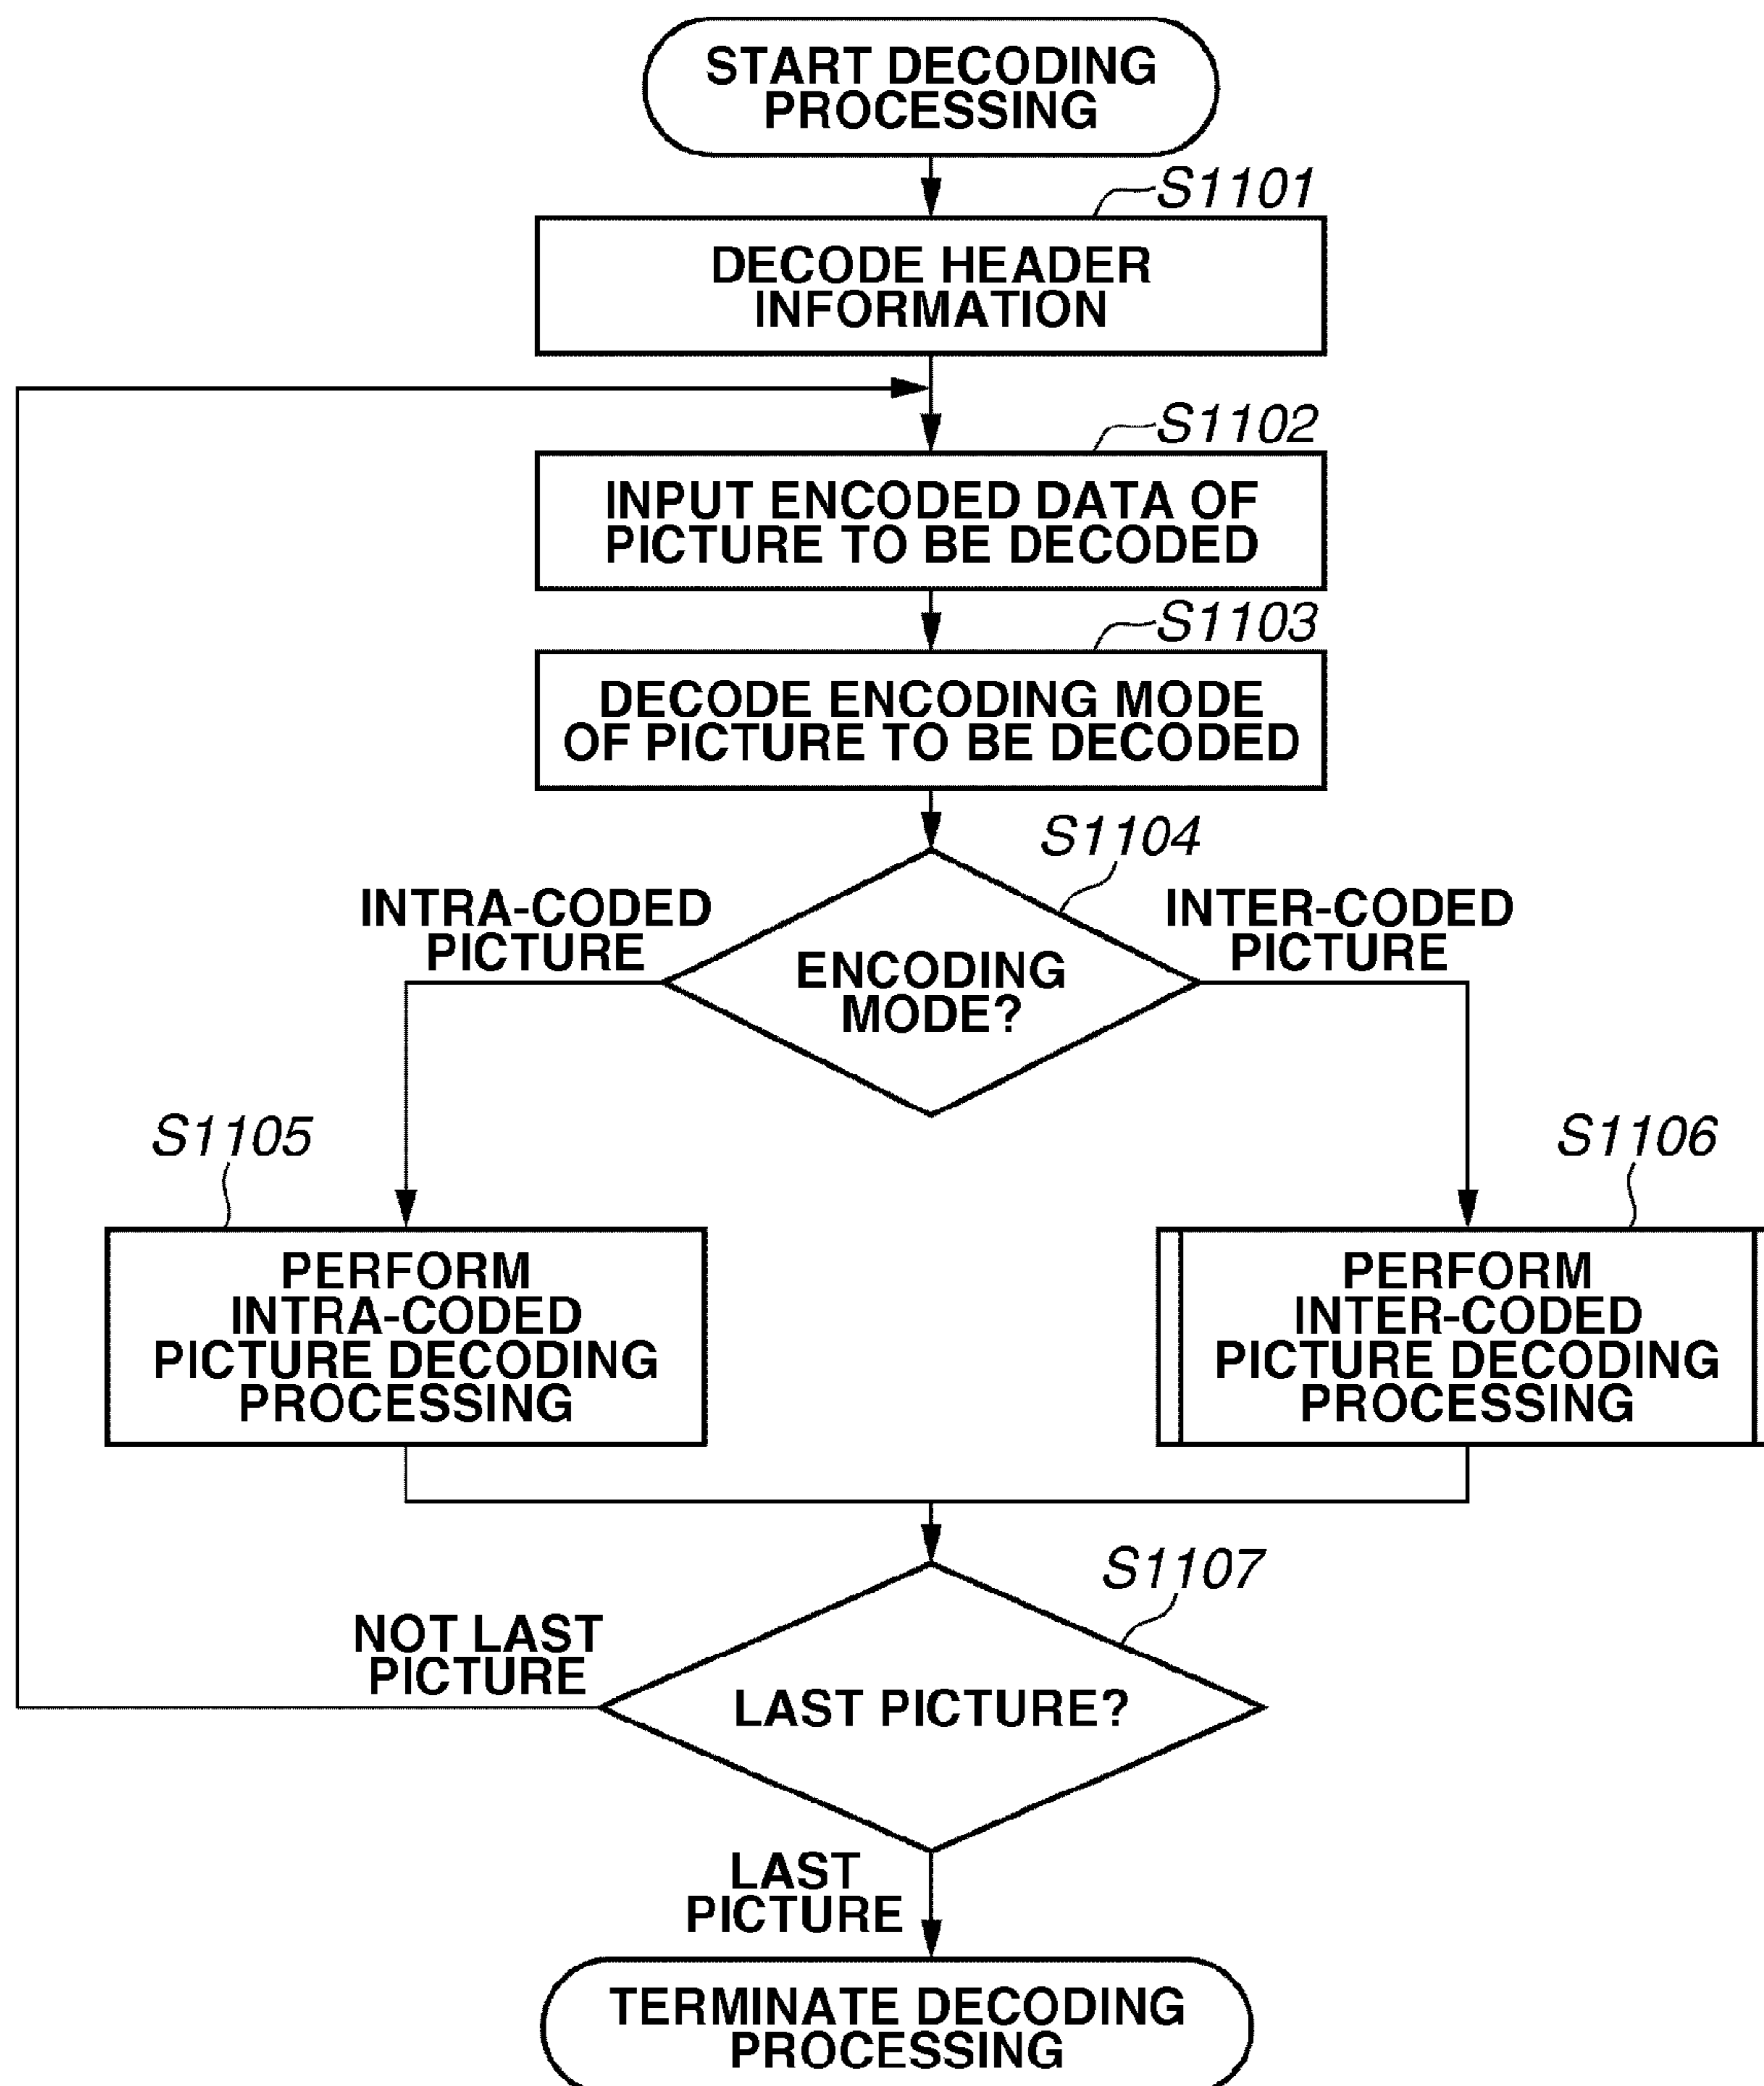 START DECODING
PROCESSING
S1101
DECODE HEADER
INFORMATION
S1102
INPUT ENCODED DATA OF
PICTURE TO BE DECODED
S1103
DECODE ENCODING MODE
OF PICTURE TO BE DECODED
S1104
INTRA-CODED
PICTURE
INTER-CODED
PICTURE
ENCODING
MODE?
S1105
S1106
PERFORM
INTRA-CODED
PICTURE DECODING
PROCESSING
PERFORM
INTER-CODED
PICTURE DECODING
PROCESSING
S1107
NOT LAST
PICTURE
LAST PICTURE?
LAST
PICTURE
TERMINATE DECODING
PROCESSING